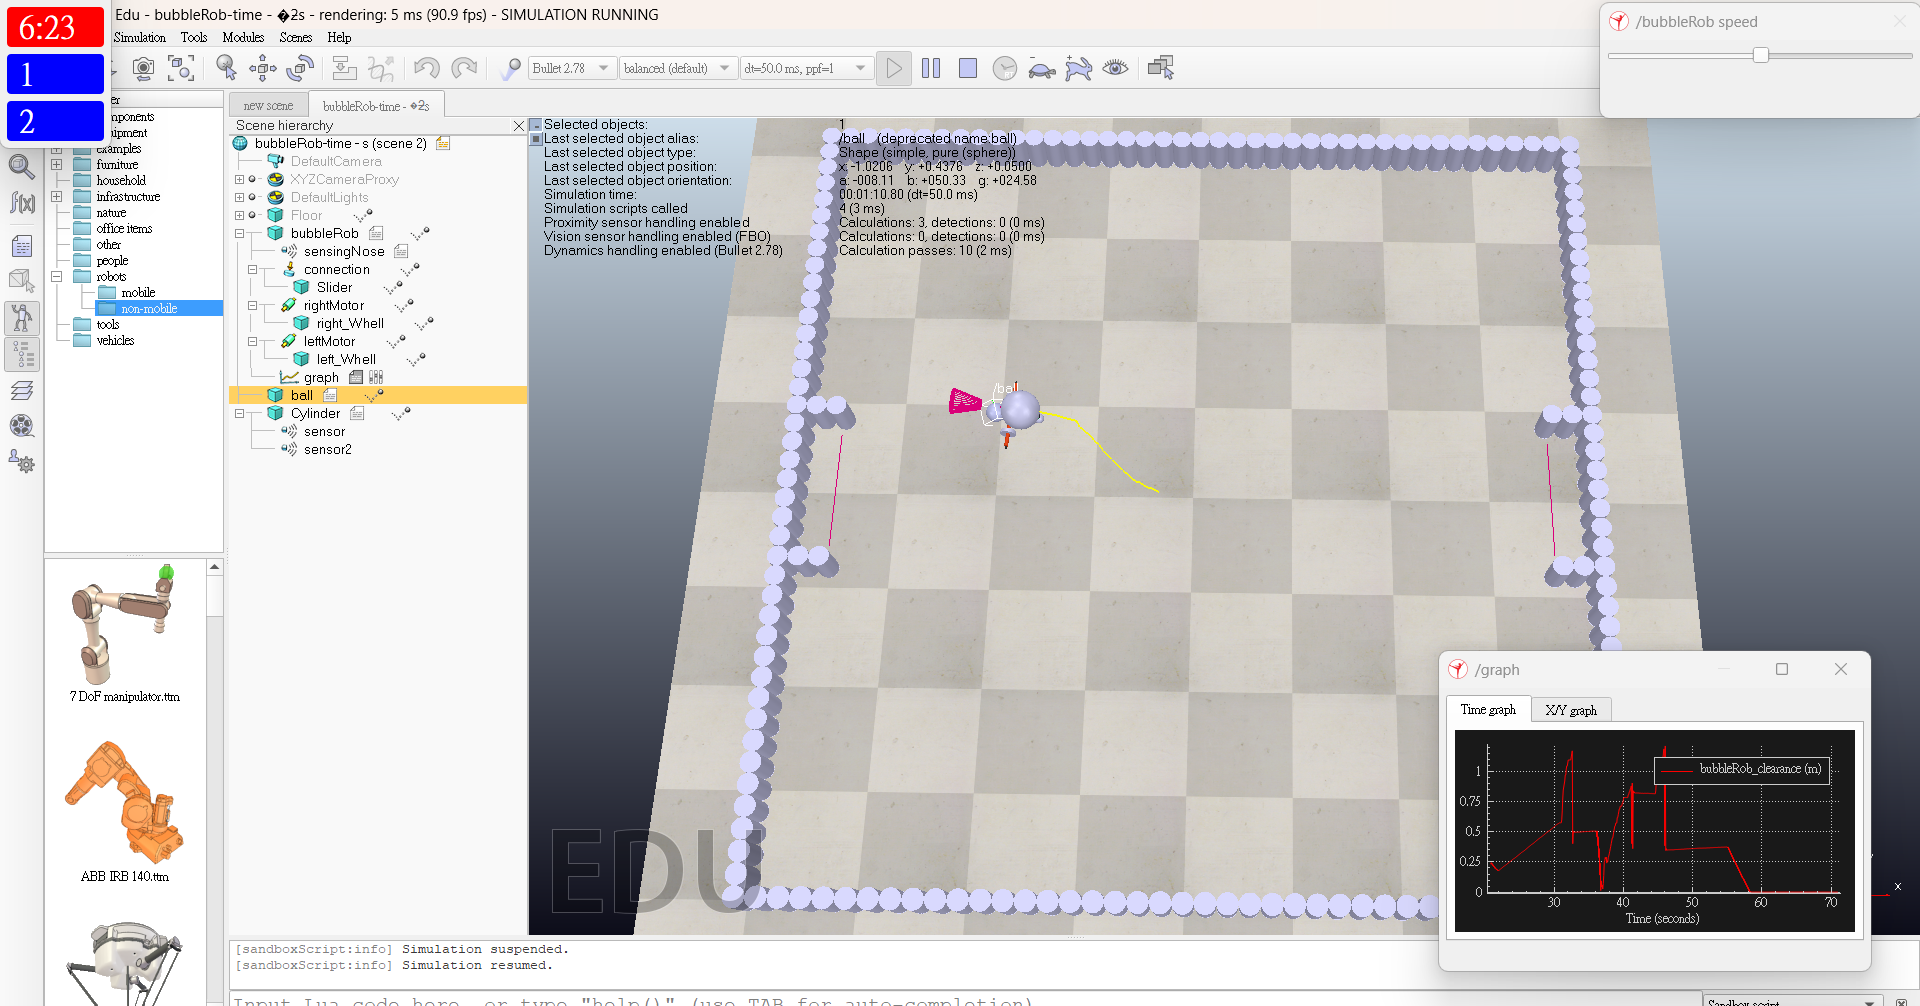 Edu - bubbleRob-time - �2s - rendering: 5 ms (90.9 fps) - SIMULATION RUNNING
6:23
1
2
Simulation Tools Modules Scenes Help
Bullet 2.78
balanced (default)
dt=50.0 ms, ppf=1
/bubbleRob speed
new scene
bubbleRob-time - �2s
examples
furniture
household
infrastructure
nature
office items
other
people
robots
mobile
non-mobile
tools
vehicles
7 DoF manipulator.ttm
ABB IRB 140.ttm
Scene hierarchy
bubbleRob-time - s (scene 2)
DefaultCamera
XYZCameraProxy
DefaultLights
Floor
bubbleRob
sensingNose
connection
Slider
rightMotor
right_Whell
leftMotor
left_Whell
graph
ball
Cylinder
sensor
sensor2
Selected objects: 1
Last selected object alias: /ball (deprecated name:ball)
Last selected object type: Shape (simple, pure (sphere))
Last selected object position: x: -1.0206 y: +0.4376 z: +0.0500
Last selected object orientation: a: -008.11 b: +050.33 g: +024.58
Simulation time: 00:01:10.80 (dt=50.0 ms)
Simulation scripts called 4 (3 ms)
Proximity sensor handling enabled Calculations: 3, detections: 0 (0 ms)
Vision sensor handling enabled (FBO) Calculations: 0, detections: 0 (0 ms)
Dynamics handling enabled (Bullet 2.78) Calculation passes: 10 (2 ms)
EDU
x
/graph
Time graph
X/Y graph
bubbleRob_clearance (m)
1
0.75
0.5
0.25
0
30 40 50 60 70
Time (seconds)
[sandboxScript:info] Simulation suspended.
[sandboxScript:info] Simulation resumed.
Input Lua code here, or type "help()" (use TAB for auto-completion)
Sandbox script